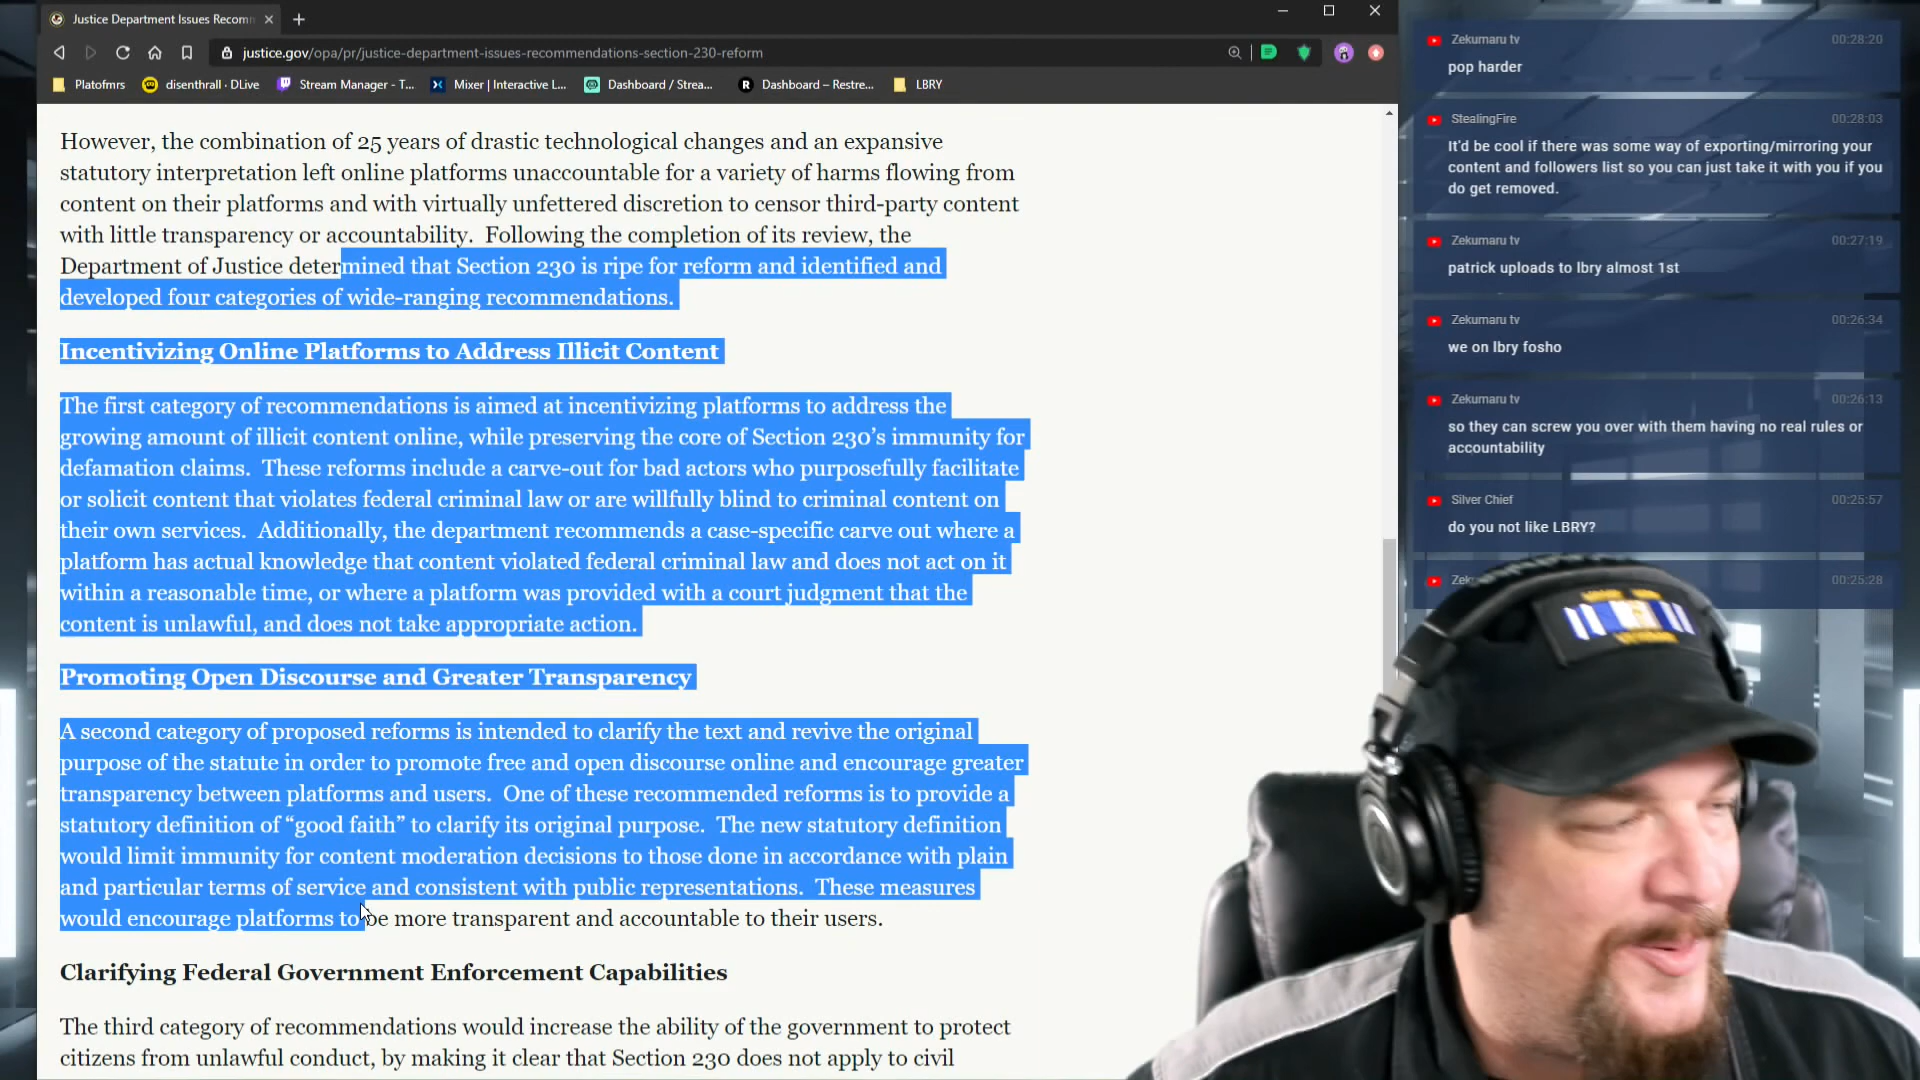 Justice Department Issues Recom
justice.gov/opa/pr/justice-department-issues-recommendations-section-230-reform
Platofmrs
disenthrall · DLive
Stream Manager - T...
Mixer | Interactive L...
Dashboard / Strea...
R
Dashboard – Restre...
LBRY
However, the combination of 25 years of drastic technological changes and an expansive
statutory interpretation left online platforms unaccountable for a variety of harms flowing from
content on their platforms and with virtually unfettered discretion to censor third-party content
with little transparency or accountability.  Following the completion of its review, the
Department of Justice determined that Section 230 is ripe for reform and identified and
developed four categories of wide-ranging recommendations.
Incentivizing Online Platforms to Address Illicit Content
The first category of recommendations is aimed at incentivizing platforms to address the
growing amount of illicit content online, while preserving the core of Section 230’s immunity for
defamation claims.  These reforms include a carve-out for bad actors who purposefully facilitate
or solicit content that violates federal criminal law or are willfully blind to criminal content on
their own services.  Additionally, the department recommends a case-specific carve out where a
platform has actual knowledge that content violated federal criminal law and does not act on it
within a reasonable time, or where a platform was provided with a court judgment that the
content is unlawful, and does not take appropriate action.
Promoting Open Discourse and Greater Transparency
A second category of proposed reforms is intended to clarify the text and revive the original
purpose of the statute in order to promote free and open discourse online and encourage greater
transparency between platforms and users.  One of these recommended reforms is to provide a
statutory definition of “good faith” to clarify its original purpose.  The new statutory definition
would limit immunity for content moderation decisions to those done in accordance with plain
and particular terms of service and consistent with public representations.  These measures
would encourage platforms to be more transparent and accountable to their users.
Clarifying Federal Government Enforcement Capabilities
The third category of recommendations would increase the ability of the government to protect
citizens from unlawful conduct, by making it clear that Section 230 does not apply to civil
Zekumaru tv 00:28:20
pop harder
StealingFire 00:28:03
It'd be cool if there was some way of exporting/mirroring your
content and followers list so you can just take it with you if you
do get removed.
Zekumaru tv 00:27:19
patrick uploads to lbry almost 1st
Zekumaru tv 00:26:34
we on lbry fosho
Zekumaru tv 00:26:13
so they can screw you over with them having no real rules or
accountability
Silver Chief 00:25:57
do you not like LBRY?
Zek 00:25:28